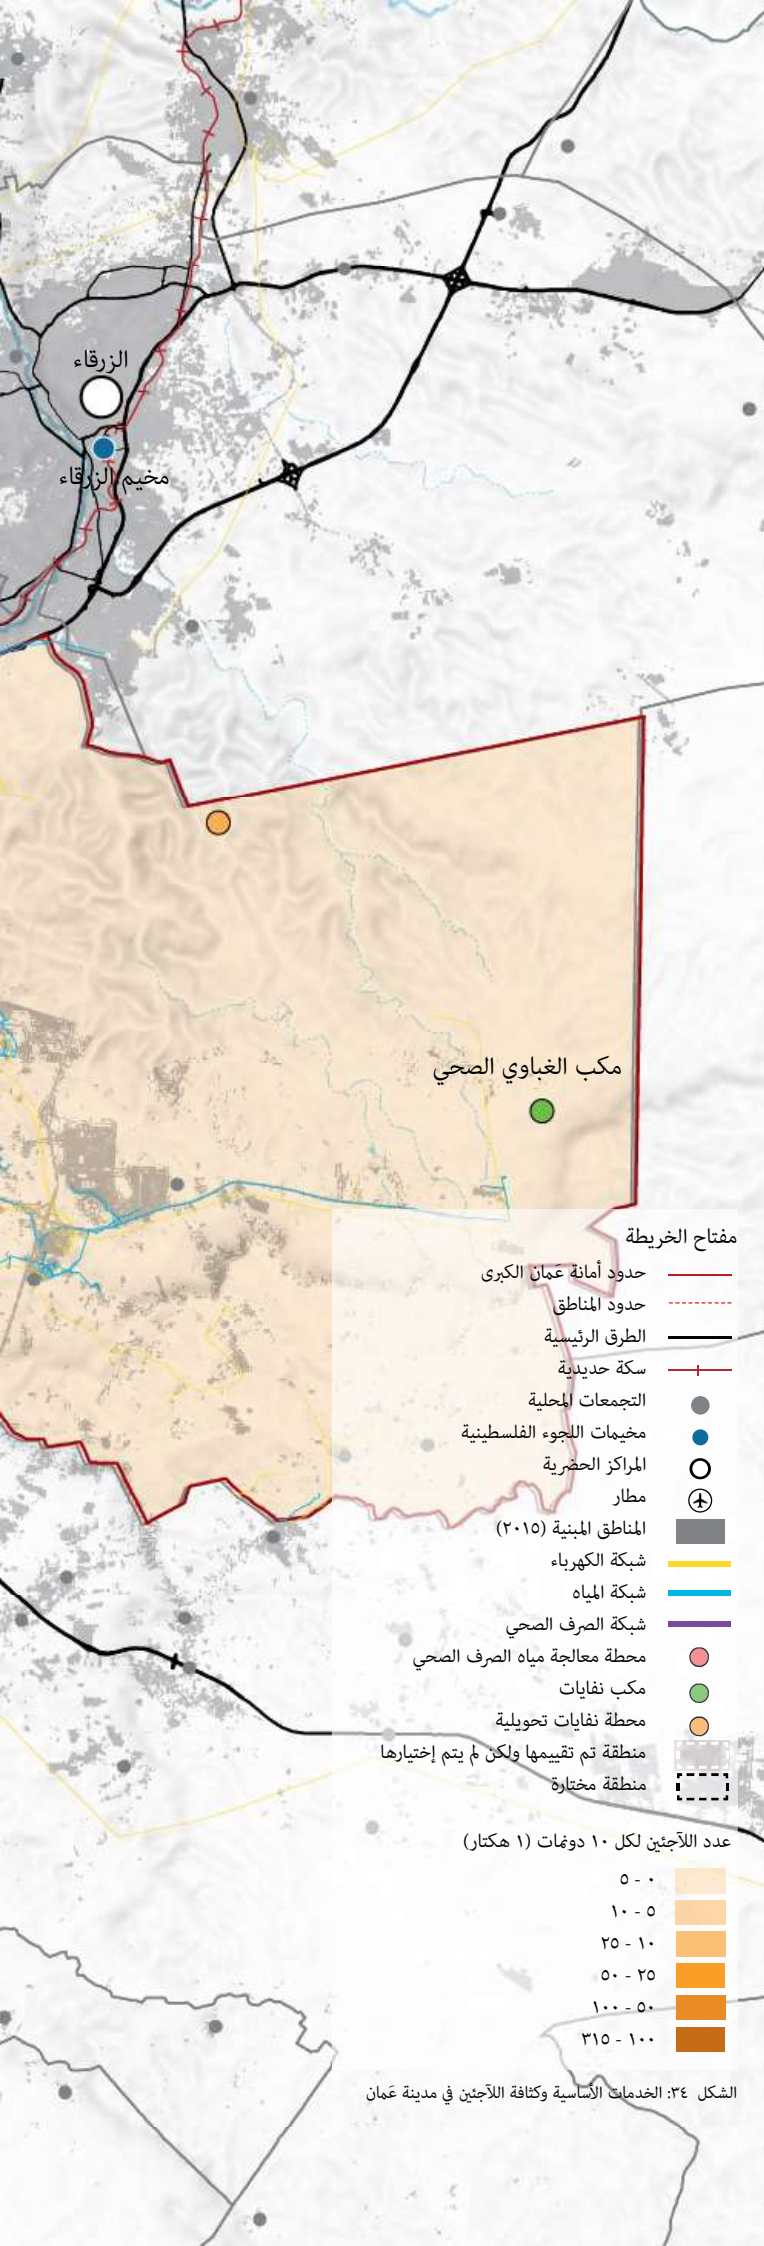 الزرقاء
مخيم الزرقاء
مكب الغباوي الصحي
مفتاح الخريطة
حدود أمانة عَمان الكبرى
حدود المناطق
الطرق الرئيسية
سكة حديدية
التجمعات المحلية
مخيمات اللجوء الفلسطينية
المراكز الحضرية
مطار
المناطق المبنية (٢٠١٥)
شبكة الكهرباء
شبكة المياه
شبكة الصرف الصحي
محطة معالجة مياه الصرف الصحي
مكب نفايات
محطة نفايات تحويلية
منطقة تم تقييمها ولكن لم يتم إختيارها
منطقة مختارة
عدد اللآجئين لكل ١٠ دونمات (١ هكتار)
٠ - ٥
٥ - ١٠
١٠ - ٢٥
٢٥ - ٥٠
٥٠ - ١٠٠
١٠٠ - ٣١٥
الشكل ٣٤: الخدمات الأساسية وكثافة اللآجئين في مدينة عَمان